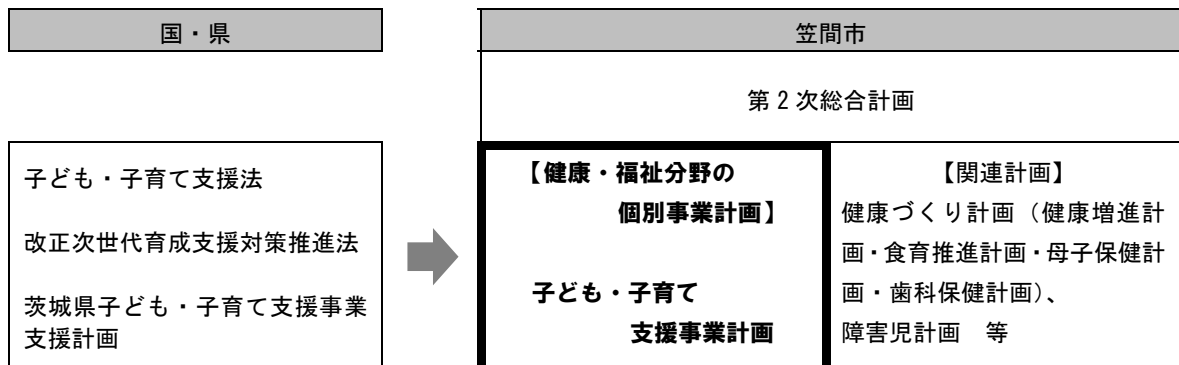 国・県
子ども・子育て支援法
改正次世代育成支援対策推進法
茨城県子ども・子育て支援事業
支援計画
笠間市
第2次総合計画
【健康・福祉分野の
個別事業計画】
子ども・子育て
支援事業計画
【関連計画】
健康づくり計画（健康増進計
画・食育推進計画・母子保健計
画・歯科保健計画）、
障害児計画　等